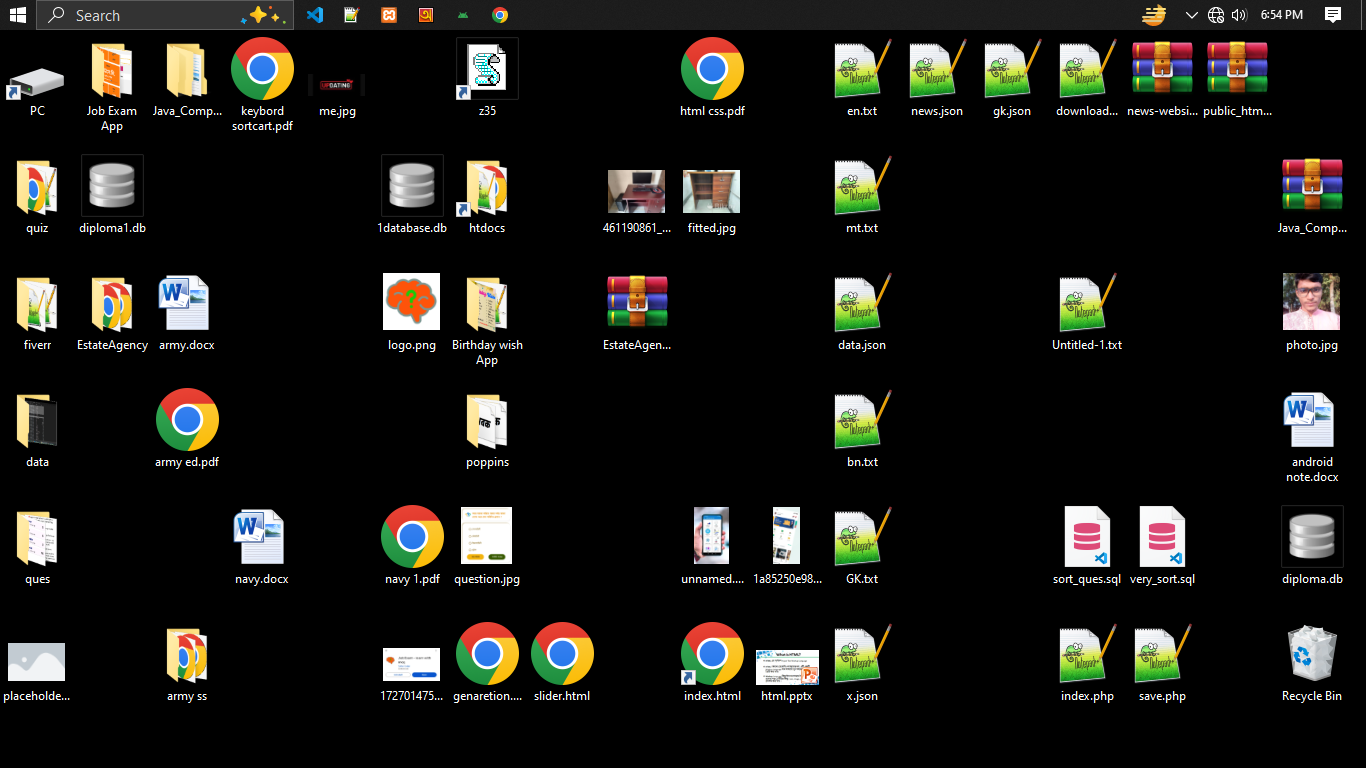 Search
6:54 PM
PC
Job Exam
App
Java_Comp...
keybord
sortcart.pdf
UPDATING
me.jpg
z35
html css.pdf
en.txt
news.json
gk.json
download...
news-websi...
public_htm...
quiz
diploma1.db
1database.db
htdocs
461190861_...
fitted.jpg
mt.txt
Java_Comp...
fiverr
EstateAgency
army.docx
logo.png
Birthday wish
App
EstateAgen...
data.json
Untitled-1.txt
photo.jpg
data
army ed.pdf
poppins
bn.txt
android
note.docx
ques
navy.docx
navy 1.pdf
question.jpg
unnamed....
1a85250e98...
GK.txt
sort_ques.sql
very_sort.sql
diploma.db
What is HTML?
placeholde...
army ss
172701475...
genaretion....
slider.html
index.html
html.pptx
x.json
index.php
save.php
Recycle Bin